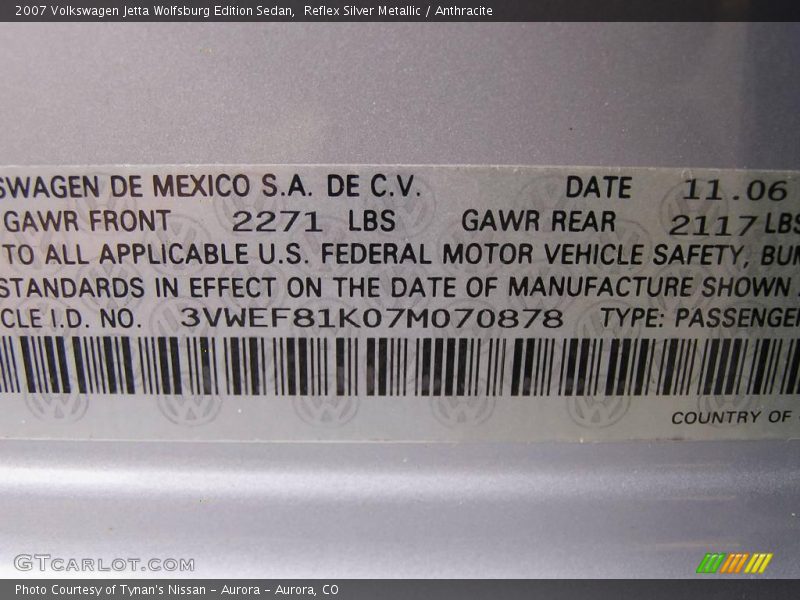 2007 Volkswagen Jetta Wolfsburg Edition Sedan,  Reflex Silver Metallic / Anthracite
SWAGEN DE MEXICO S.A. DE C.V. DATE 11.06
GAWR FRONT 2271 LBS GAWR REAR 2117 LBS
TO ALL APPLICABLE U.S. FEDERAL MOTOR VEHICLE SAFETY, BUM
STANDARDS IN EFFECT ON THE DATE OF MANUFACTURE SHOWN
CLE I.D. NO. 3VWEF81K07M070878 TYPE: PASSENGER
COUNTRY OF
GTCARLOT.COM
Photo Courtesy of Tynan's Nissan - Aurora - Aurora, CO